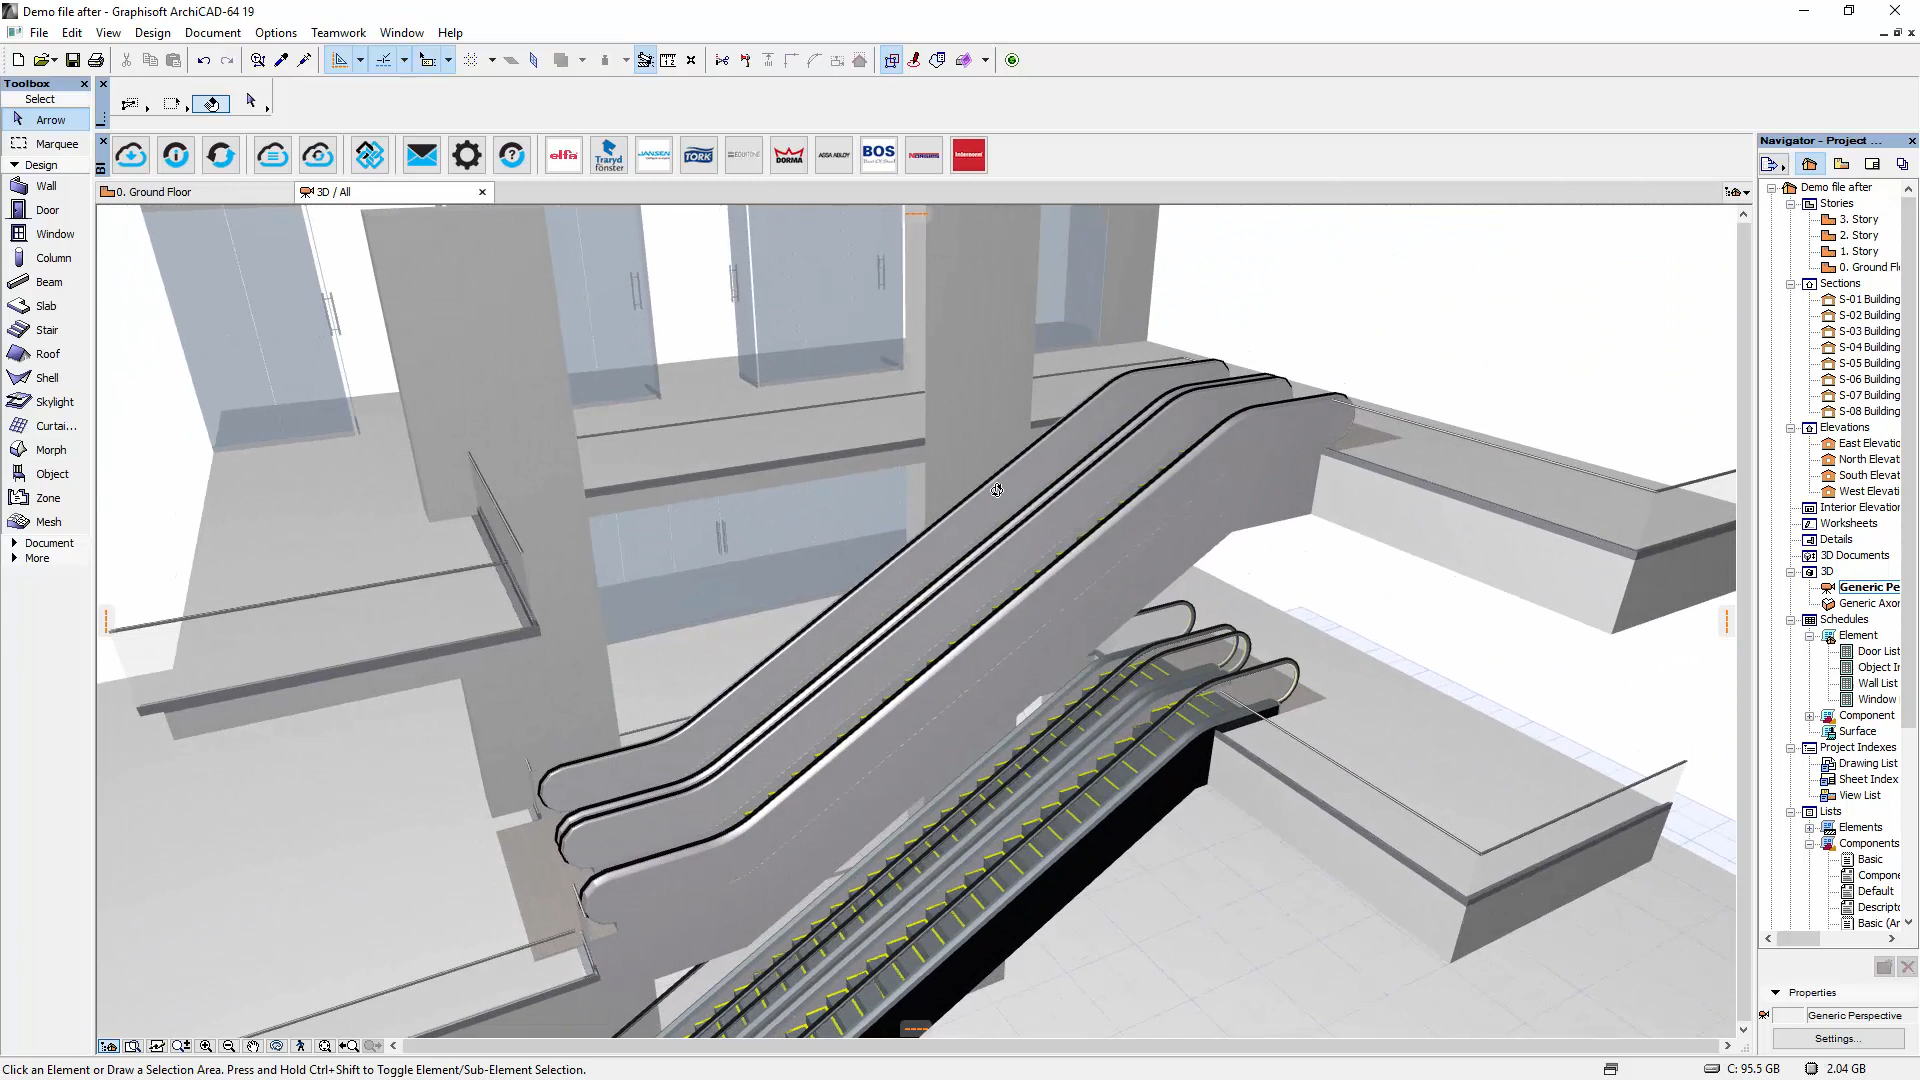 Demo file after - Graphisoft ArchiCAD-64 19
File Edit View Design Document Options Teamwork Window Help
Toolbox
Select
Arrow
Marquee
Design
Wall
Door
Window
Column
Beam
Slab
Stair
Roof
Shell
Skylight
Curtai...
Morph
Object
Zone
Mesh
Document
More
elfa
Traryd fönster
JANSEN
TORK
EQUITONE
DORMA
ASSA ABLOY
BOS
Internorm
0. Ground Floor
3D / All
Navigator - Project ...
Demo file after
Stories
3. Story
2. Story
1. Story
0. Ground Fl
Sections
S-01 Building
S-02 Building
S-03 Building
S-04 Building
S-05 Building
S-06 Building
S-07 Building
S-08 Building
Elevations
East Elevatio
North Elevat
South Elevat
West Elevati
Interior Elevation
Worksheets
Details
3D Documents
3D
Generic Pe
Generic Axor
Schedules
Element
Door List
Object In
Wall List
Window
Component
Surface
Project Indexes
Drawing List
Sheet Index
View List
Lists
Elements
Components
Basic
Compone
Default
Descripto
Basic (Ar
Properties
Generic Perspective
Settings...
Click an Element or Draw a Selection Area. Press and Hold Ctrl+Shift to Toggle Element/Sub-Element Selection.
C: 95.5 GB
2.04 GB